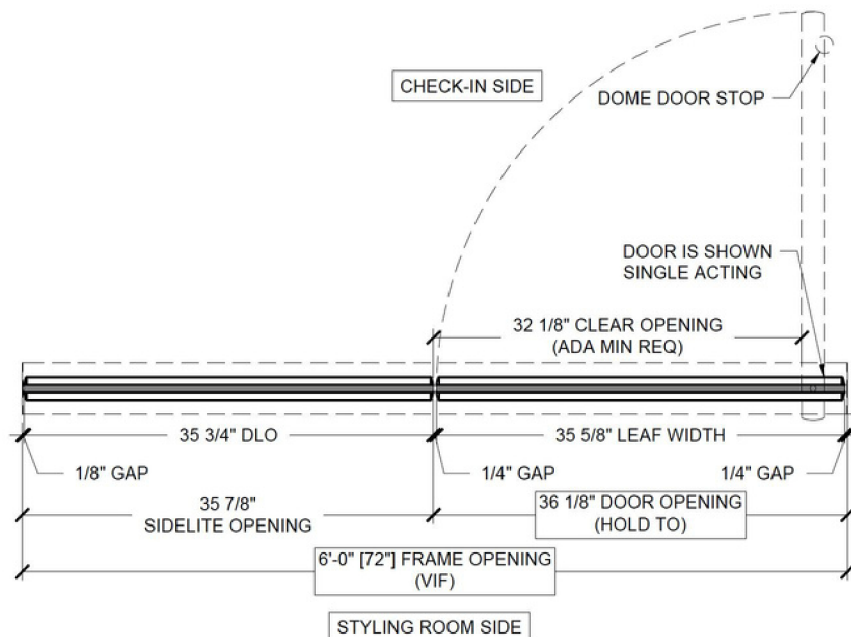 CHECK-IN SIDE
DOME DOOR STOP
DOOR IS SHOWN
SINGLE ACTING
32 1/8" CLEAR OPENING
(ADA MIN REQ)
35 3/4" DLO
35 5/8" LEAF WIDTH
1/8" GAP
1/4" GAP
1/4" GAP
35 7/8"
SIDELITE OPENING
36 1/8" DOOR OPENING
(HOLD TO)
6'-0" [72"] FRAME OPENING
(VIF)
STYLING ROOM SIDE